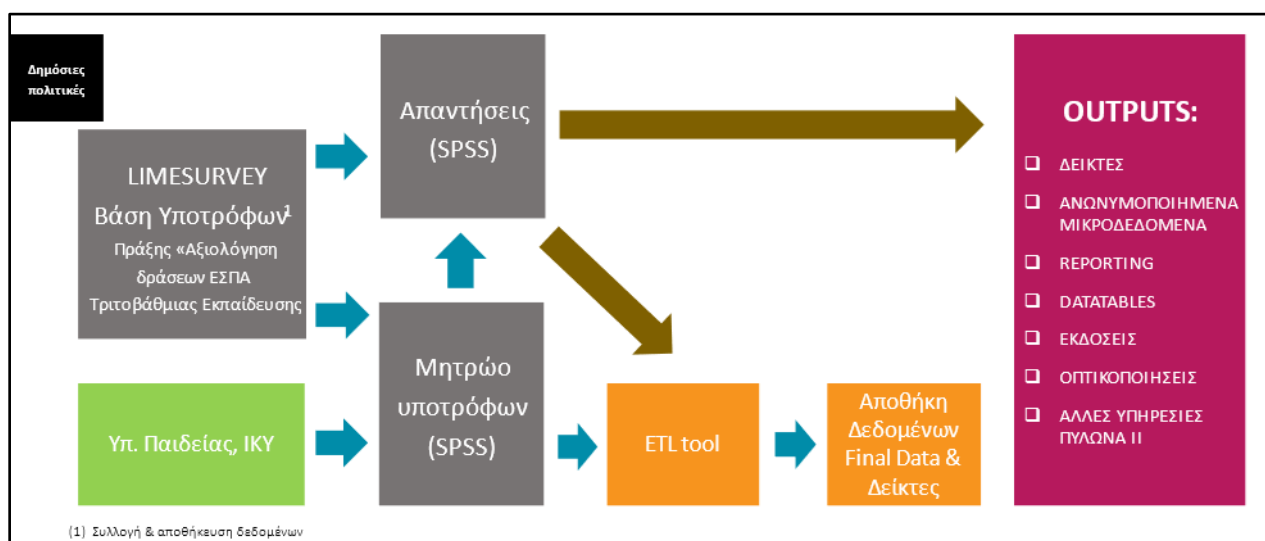 Δημόσιες
πολιτικές
LIMESURVEY
Βάση Υποτρόφων1
Πράξης «Αξιολόγηση
δράσεων ΕΣΠΑ
Τριτοβάθμιας Εκπαίδευσης
Υπ. Παιδείας, ΙΚΥ
Απαντήσεις
(SPSS)
Μητρώο
υποτρόφων
(SPSS)
ETL tool
Αποθήκη
Δεδομένων
Final Data &
Δείκτες
OUTPUTS:
ΔΕΙΚΤΕΣ
ΑΝΩΝΥΜΟΠΟΙΗΜΕΝΑ
ΜΙΚΡΟΔΕΔΟΜΕΝΑ
REPORTING
DATATABLES
ΕΚΔΟΣΕΙΣ
ΟΠΤΙΚΟΠΟΙΗΣΕΙΣ
ΑΛΛΕΣ ΥΠΗΡΕΣΙΕΣ
ΠΥΛΩΝΑ ΙΙ
(1) Συλλογή & αποθήκευση δεδομένων